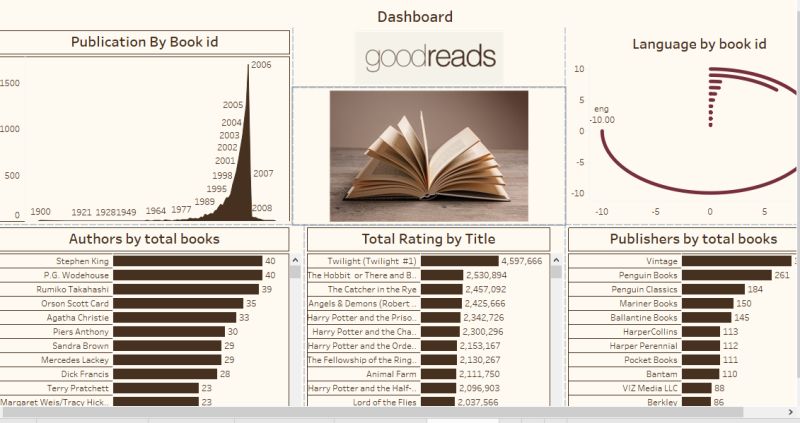 Dashboard
Publication By Book id
1500
1000
500
0
2006
2005
2004
2003
2002
2001
1998
1995
1989
2007
2008
1900
1921
1928
1949
1964
1977
goodreads
Language by book id
10
5
0
-5
-10
eng
-10.00
-10
-5
0
5
Authors by total books
Stephen King 40
P.G. Wodehouse 40
Rumiko Takahashi 39
Orson Scott Card 35
Agatha Christie 33
Piers Anthony 30
Sandra Brown 29
Mercedes Lackey 29
Dick Francis 28
Terry Pratchett 23
Margaret Weis/Tracy Hick.. 23
Total Rating by Title
Twilight (Twilight #1) 4,597,666
The Hobbit or There and B.. 2,530,894
The Catcher in the Rye 2,457,092
Angels & Demons (Robert .. 2,425,666
Harry Potter and the Priso.. 2,342,726
Harry Potter and the Cha.. 2,300,296
Harry Potter and the Orde.. 2,153,167
The Fellowship of the Ring.. 2,130,267
Animal Farm 2,111,750
Harry Potter and the Half-.. 2,096,903
Lord of the Flies 2,037,566
Publishers by total books
Vintage
Penguin Books 261
Penguin Classics 184
Mariner Books 150
Ballantine Books 145
HarperCollins 113
Harper Perennial 112
Pocket Books 111
Bantam 110
VIZ Media LLC 88
Berkley 86